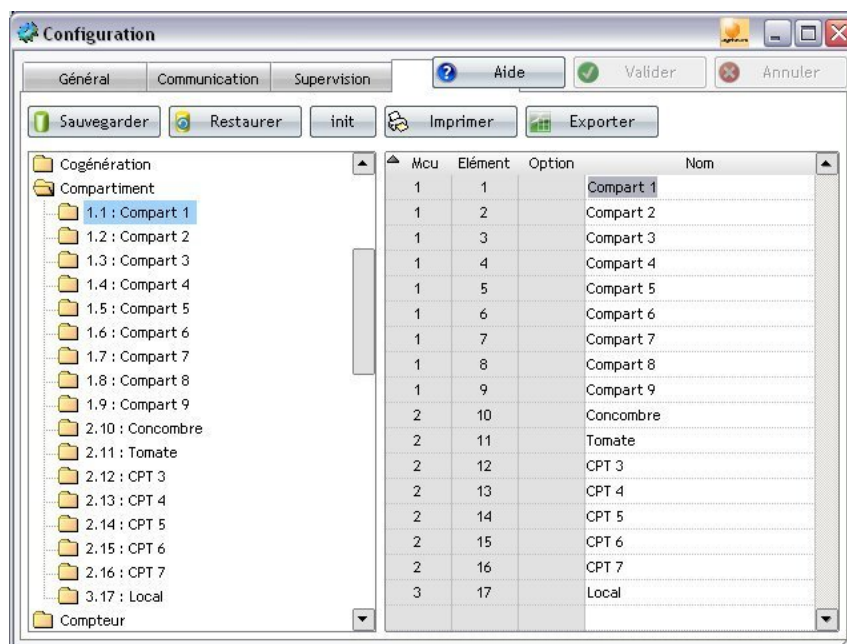 Configuration
Général Communication Supervision Aide Valider Annuler
Sauvegarder Restaurer init Imprimer Exporter
Cogénération
Compartiment
1.1 : Compart 1
1.2 : Compart 2
1.3 : Compart 3
1.4 : Compart 4
1.5 : Compart 5
1.6 : Compart 6
1.7 : Compart 7
1.8 : Compart 8
1.9 : Compart 9
2.10 : Concombre
2.11 : Tomate
2.12 : CPT 3
2.13 : CPT 4
2.14 : CPT 5
2.15 : CPT 6
2.16 : CPT 7
3.17 : Local
Compteur
Mcu Elément Option Nom
1 1 Compart 1
1 2 Compart 2
1 3 Compart 3
1 4 Compart 4
1 5 Compart 5
1 6 Compart 6
1 7 Compart 7
1 8 Compart 8
1 9 Compart 9
2 10 Concombre
2 11 Tomate
2 12 CPT 3
2 13 CPT 4
2 14 CPT 5
2 15 CPT 6
2 16 CPT 7
3 17 Local